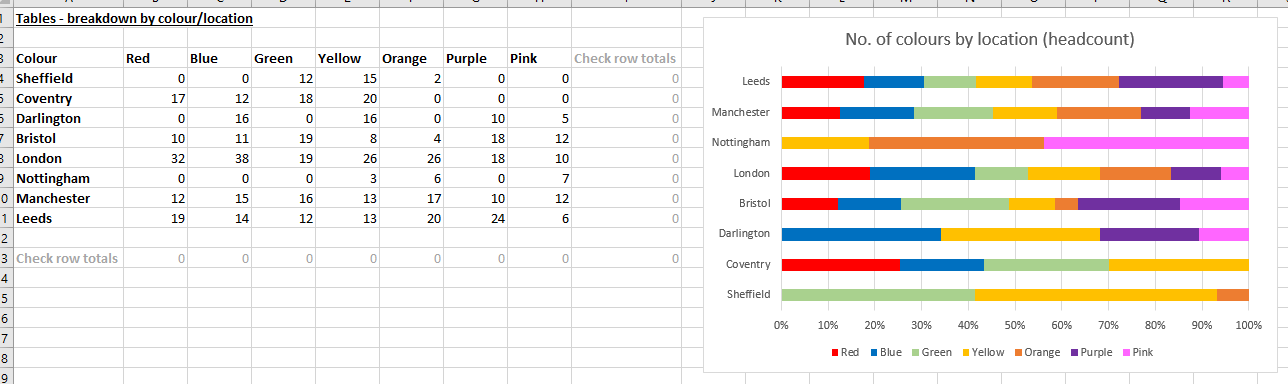 Tables - breakdown by colour/location
Colour Red Blue Green Yellow Orange Purple Pink Check row totals
Sheffield 0 0 12 15 2 0 0 0
Coventry 17 12 18 20 0 0 0 0
Darlington 0 16 0 16 0 10 5 0
Bristol 10 11 19 8 4 18 12 0
London 32 38 19 26 26 18 10 0
Nottingham 0 0 0 3 6 0 7 0
Manchester 12 15 16 13 17 10 12 0
Leeds 19 14 12 13 20 24 6 0
Check row totals 0 0 0 0 0 0 0 0
No. of colours by location (headcount)
Leeds
Manchester
Nottingham
London
Bristol
Darlington
Coventry
Sheffield
0% 10% 20% 30% 40% 50% 60% 70% 80% 90% 100%
Red Blue Green Yellow Orange Purple Pink